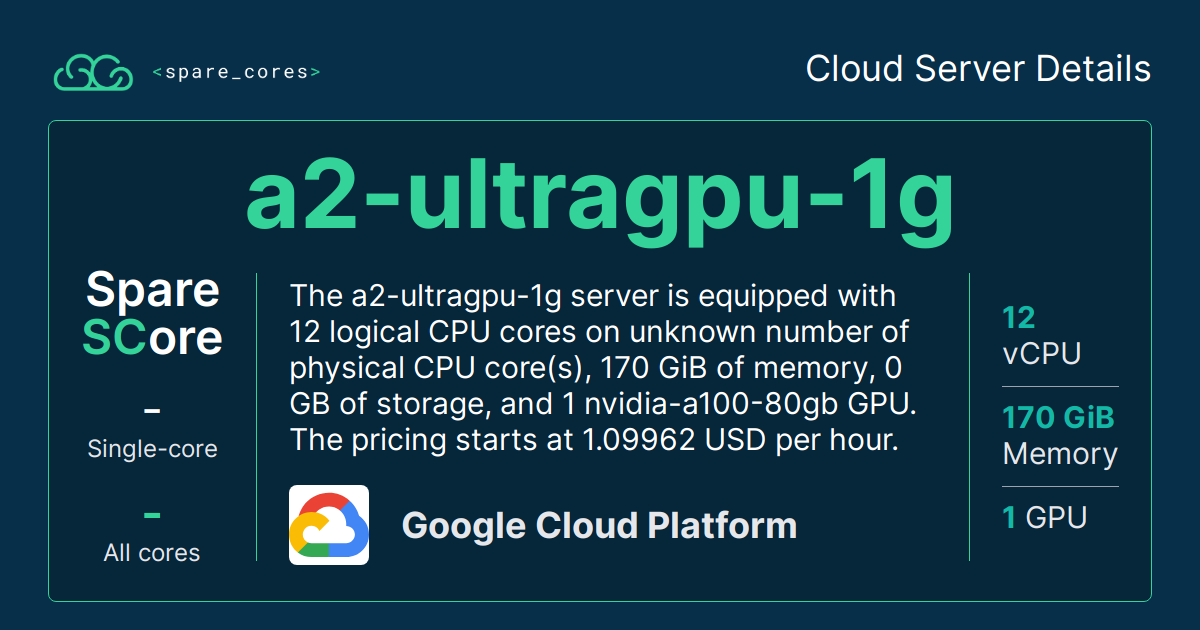 <spare_cores>
Cloud Server Details
a2-ultragpu-1g
Spare
SCore
–
Single-core
–
All cores
The a2-ultragpu-1g server is equipped with
12 logical CPU cores on unknown number of
physical CPU core(s), 170 GiB of memory, 0
GB of storage, and 1 nvidia-a100-80gb GPU.
The pricing starts at 1.09962 USD per hour.
Google Cloud Platform
12
vCPU
170 GiB
Memory
1 GPU